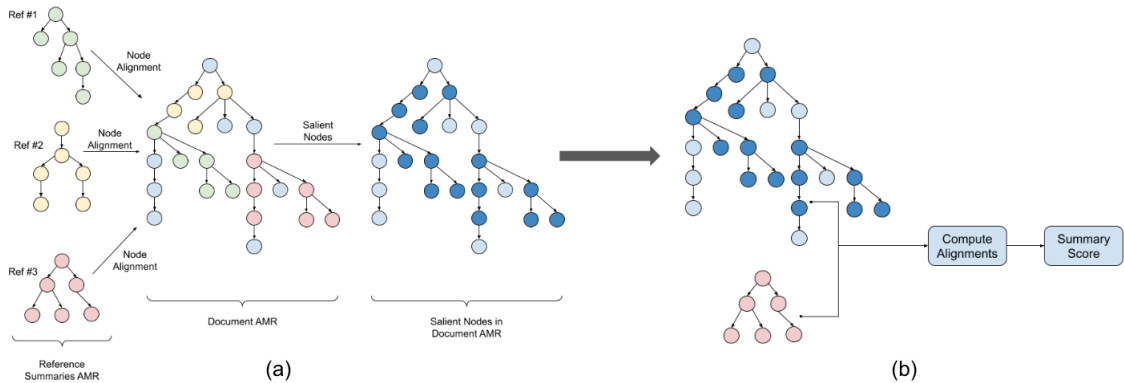 Ref #1
Node
Alignment
Ref #2
Node
Alignment
Salient
Nodes
Ref #3
Node
Alignment
Compute
Alignments
Summary
Score
Document AMR
Salient Nodes in
Document AMR
Reference
Summaries AMR
(a)
(b)